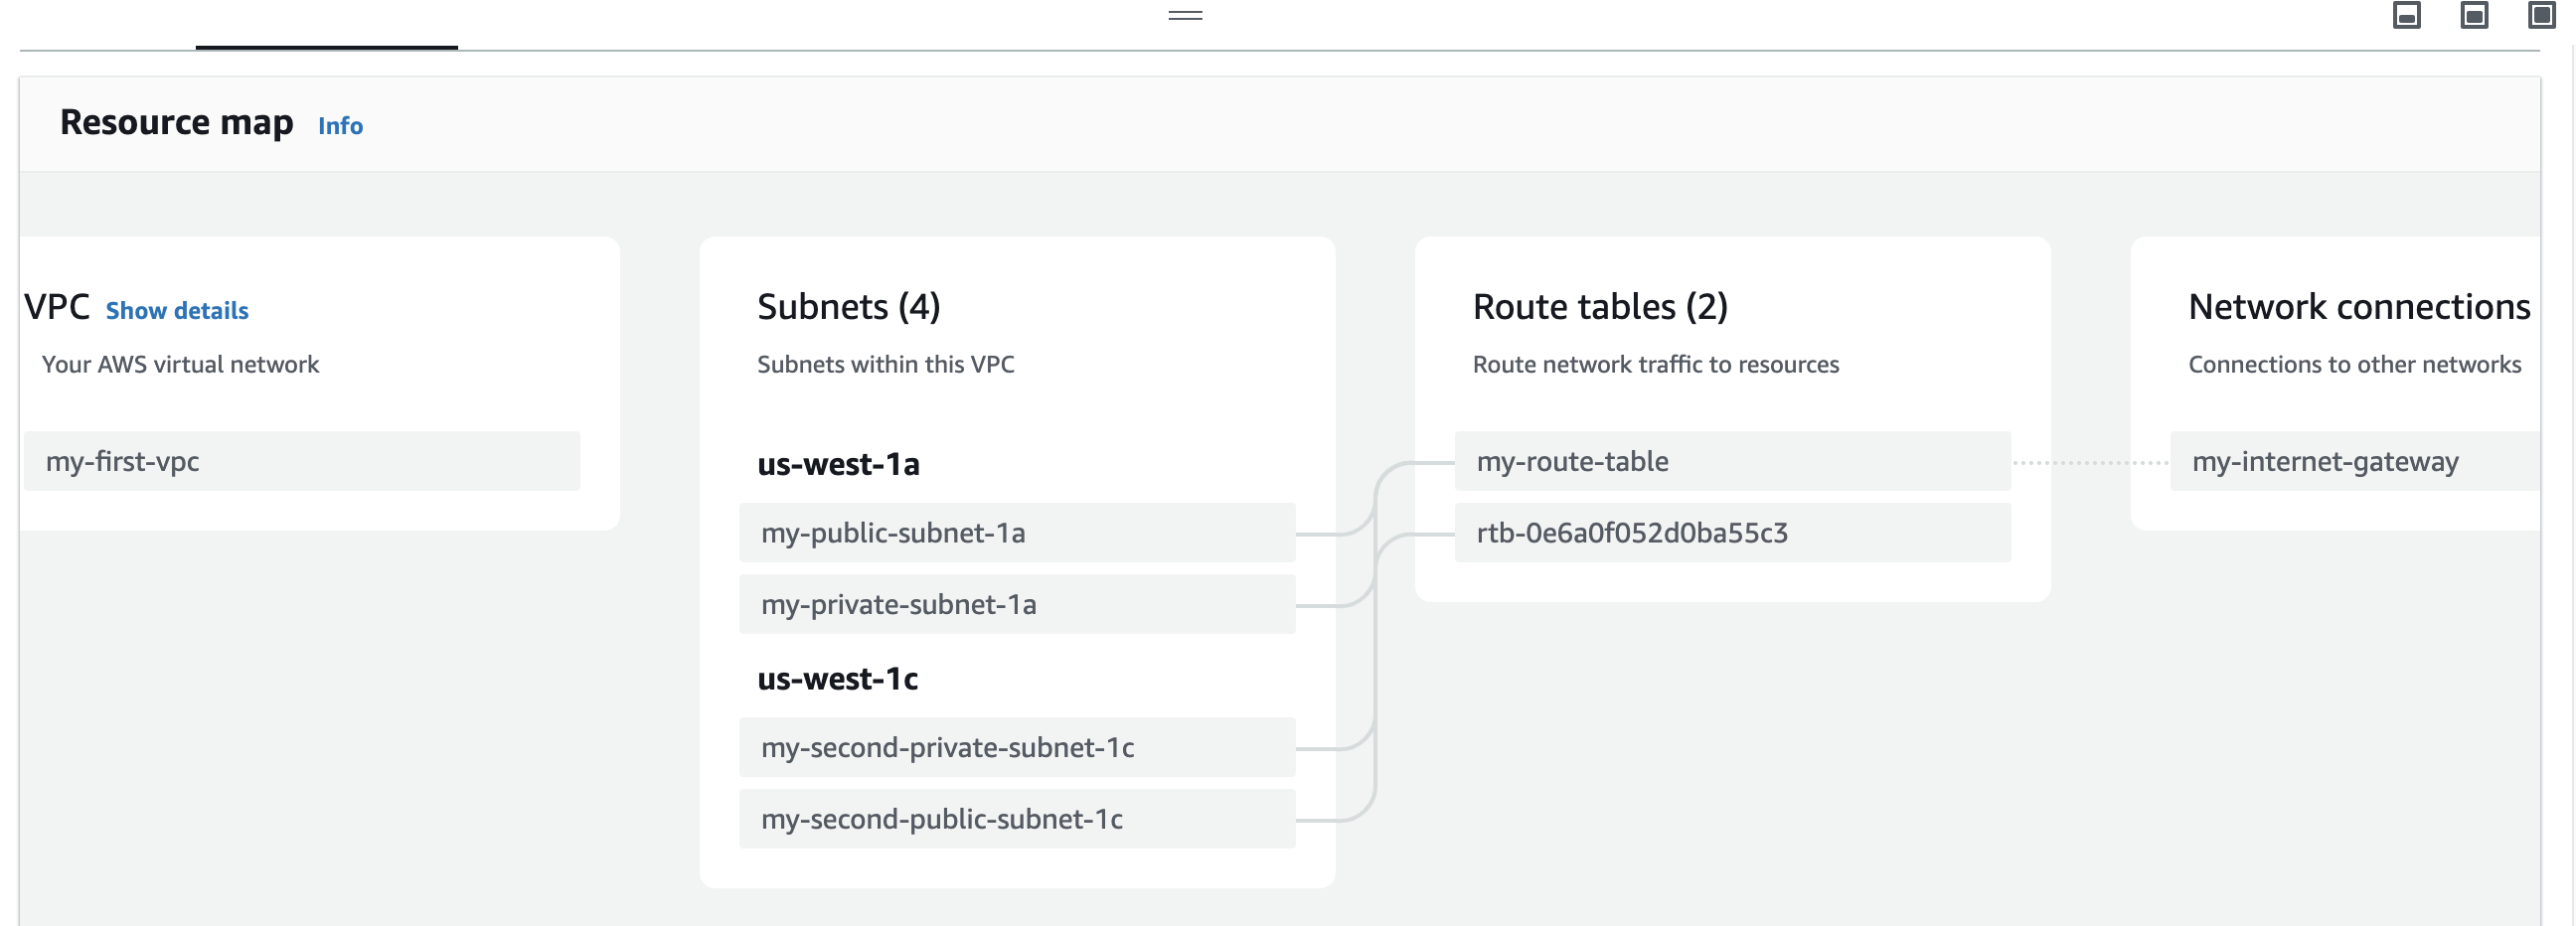 Resource map Info
VPC Show details
Your AWS virtual network
my-first-vpc
Subnets (4)
Subnets within this VPC
us-west-1a
my-public-subnet-1a
my-private-subnet-1a
us-west-1c
my-second-private-subnet-1c
my-second-public-subnet-1c
Route tables (2)
Route network traffic to resources
my-route-table
rtb-0e6a0f052d0ba55c3
Network connections
Connections to other networks
my-internet-gateway